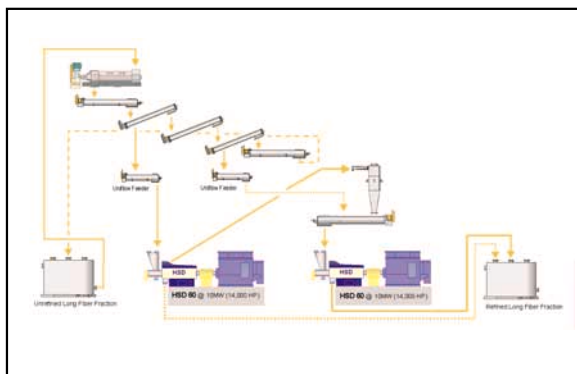 Uniflow Feeder
Uniflow Feeder
HSD
HSD
HSD 60 @ 10MW (14,000 HP)
HSD 60 @ 10MW (14,000 HP)
Unrefined Long Fiber Fraction
Refined Long Fiber Fraction